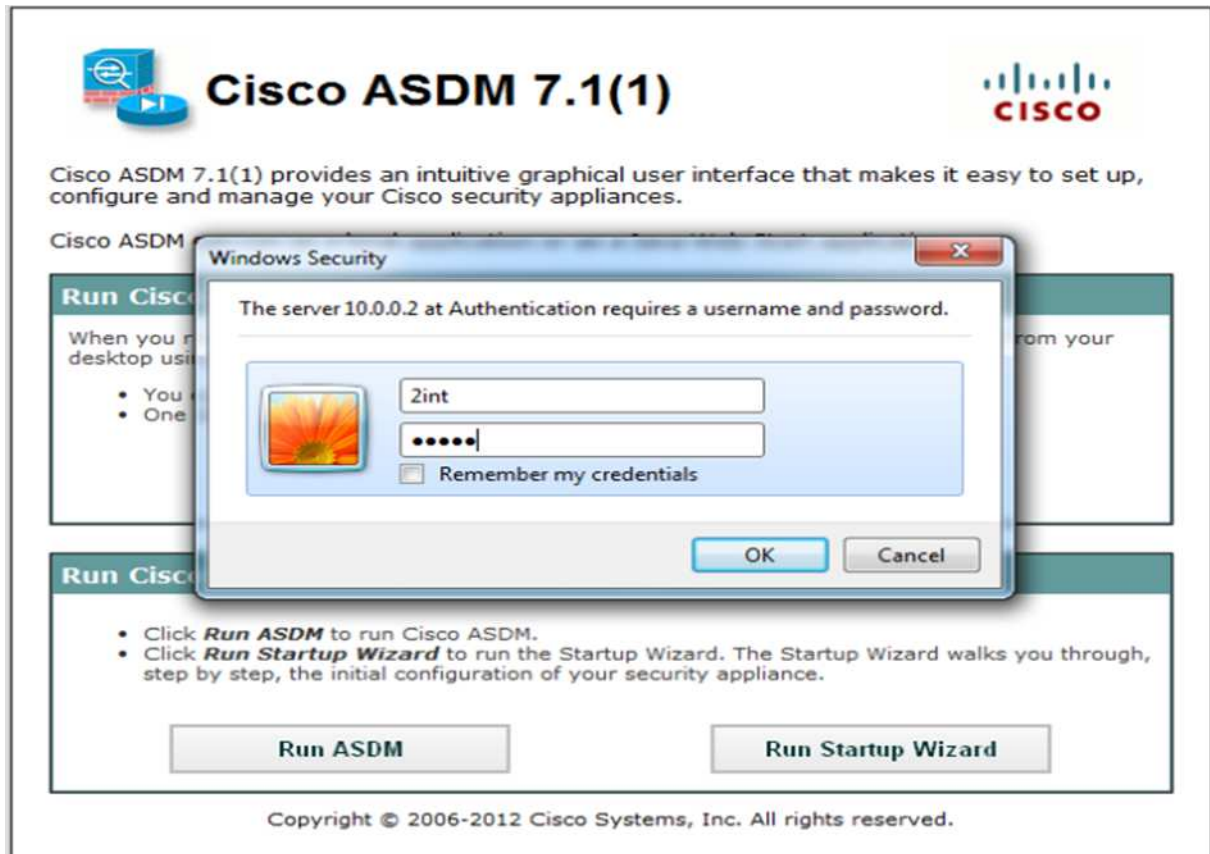 Cisco ASDM 7.1(1)
CISCO
Cisco ASDM 7.1(1) provides an intuitive graphical user interface that makes it easy to set up,
configure and manage your Cisco security appliances.
Cisco ASDM
Windows Security
The server 10.0.0.2 at Authentication requires a username and password.
2int
•••••
Remember my credentials
OK
Cancel
Run Cisc
When you r
om your
desktop usi
• You
• One
Run Cisc
• Click Run ASDM to run Cisco ASDM.
• Click Run Startup Wizard to run the Startup Wizard. The Startup Wizard walks you through,
step by step, the initial configuration of your security appliance.
Run ASDM
Run Startup Wizard
Copyright © 2006-2012 Cisco Systems, Inc. All rights reserved.